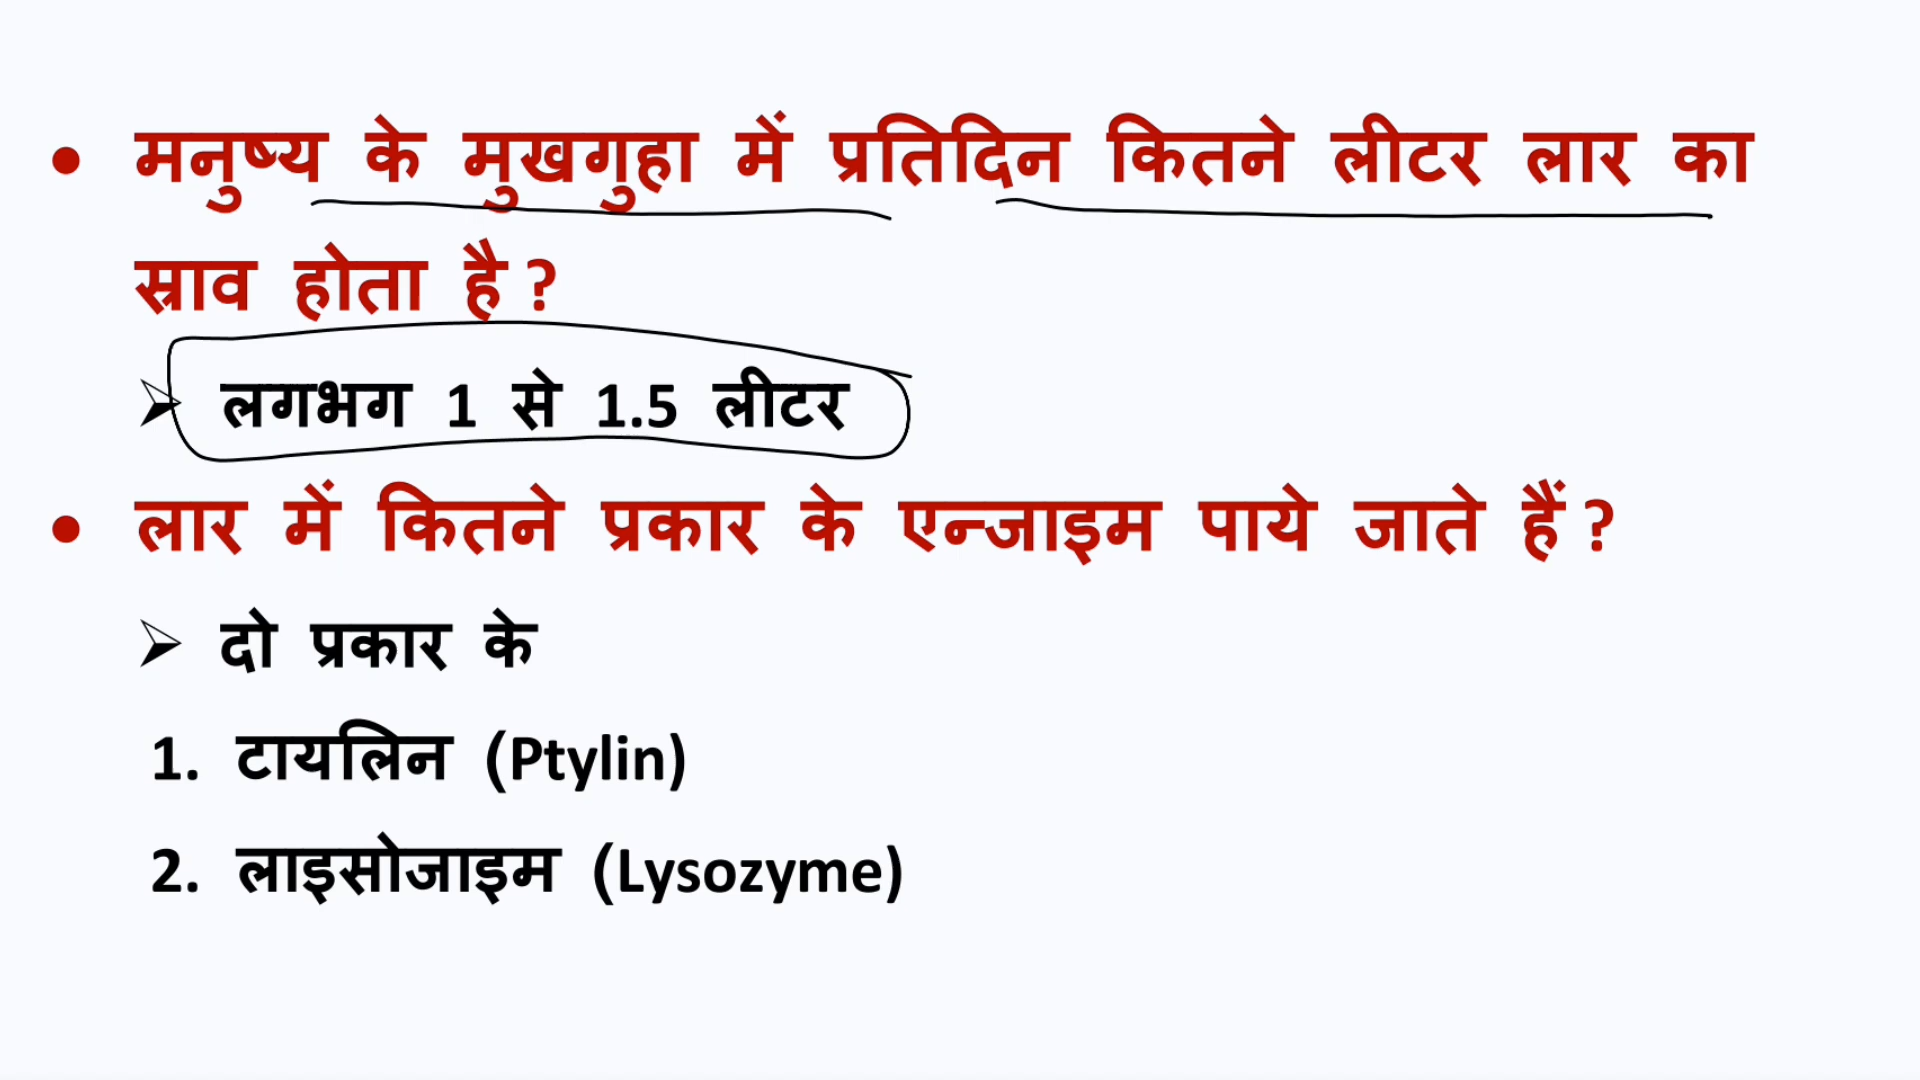 • मनुष्य के मुखगुहा में प्रतिदिन कितने लीटर लार का
स्राव होता है ?
➢ लगभग 1 से 1.5 लीटर
• लार में कितने प्रकार के एन्जाइम पाये जाते हैं ?
➢ दो प्रकार के
1. टायलिन (Ptylin)
2. लाइसोजाइम (Lysozyme)